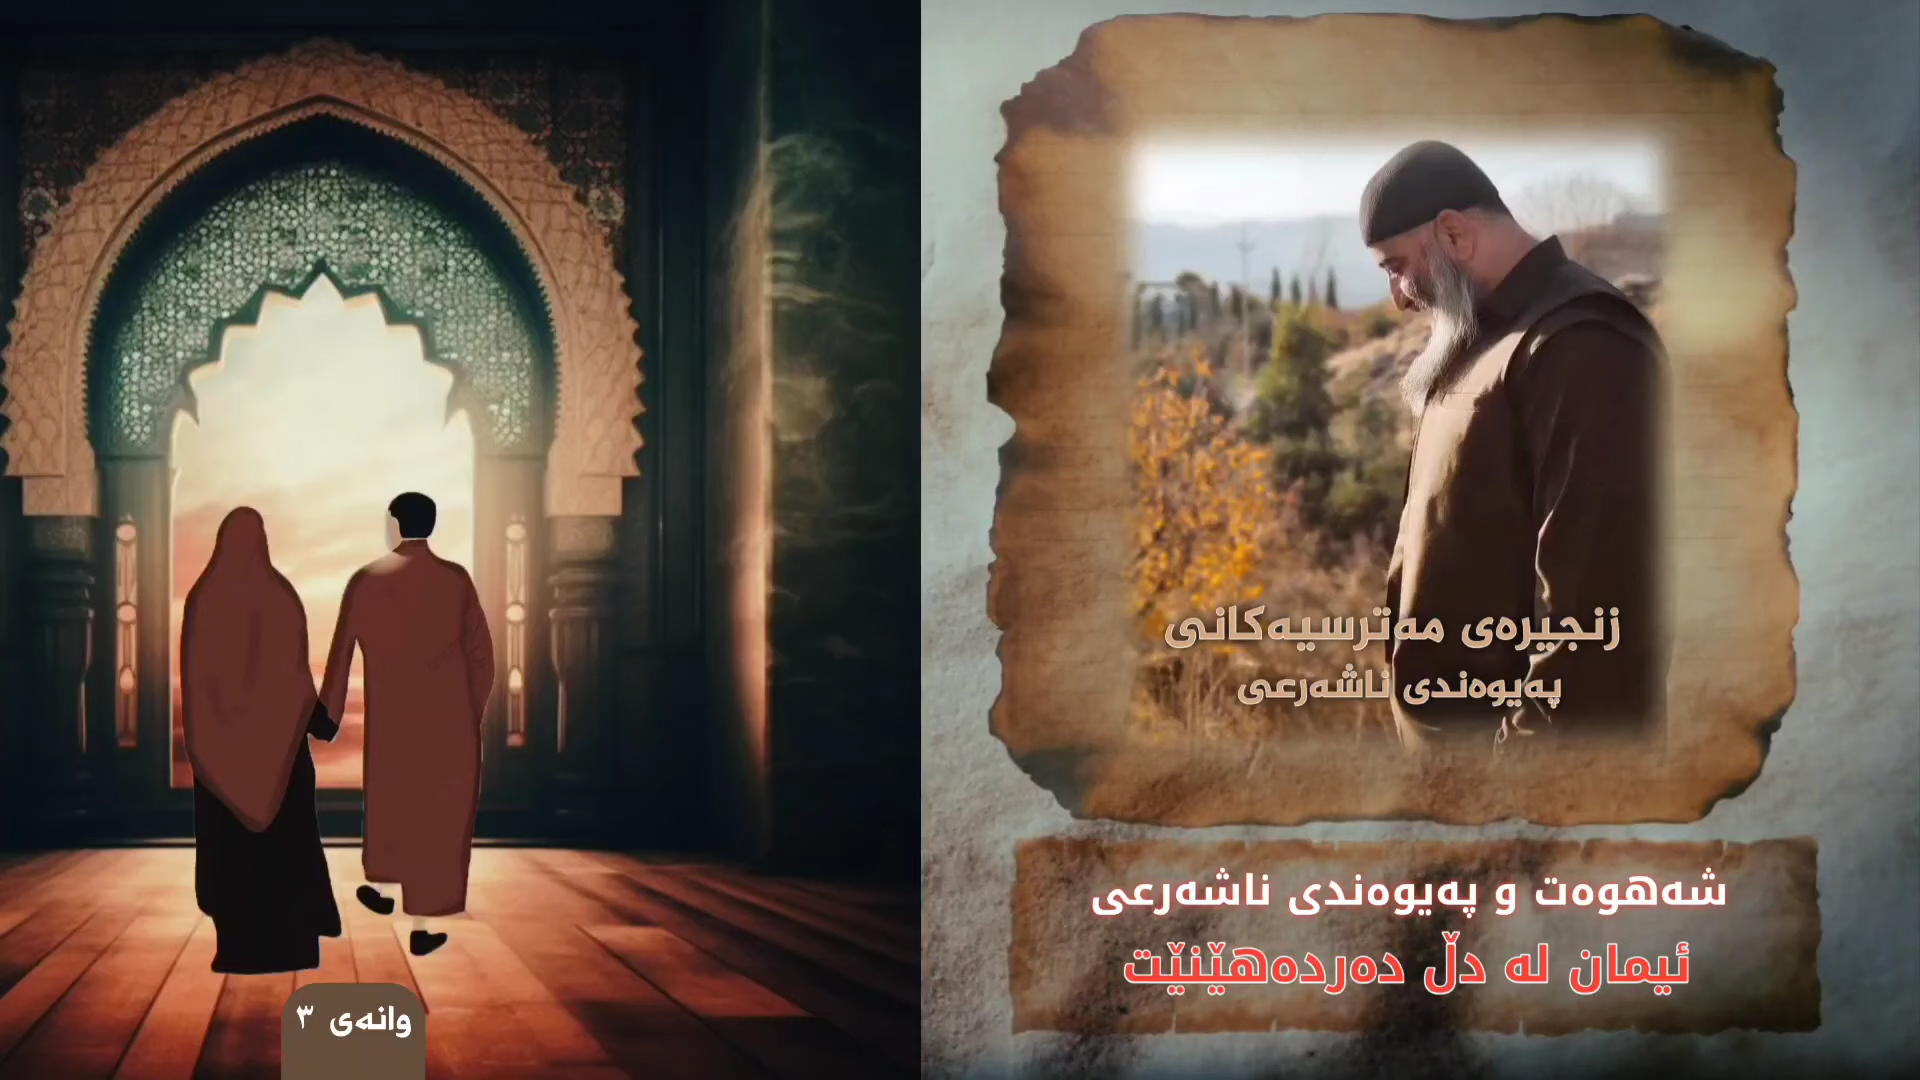 زنجیرەی مەترسیەکانی
پەیوەندی ناشەرعی
شەهوەت و پەیوەندی ناشەرعی
ئیمان لە دڵ دەردەهێنێت
وانەی ٣